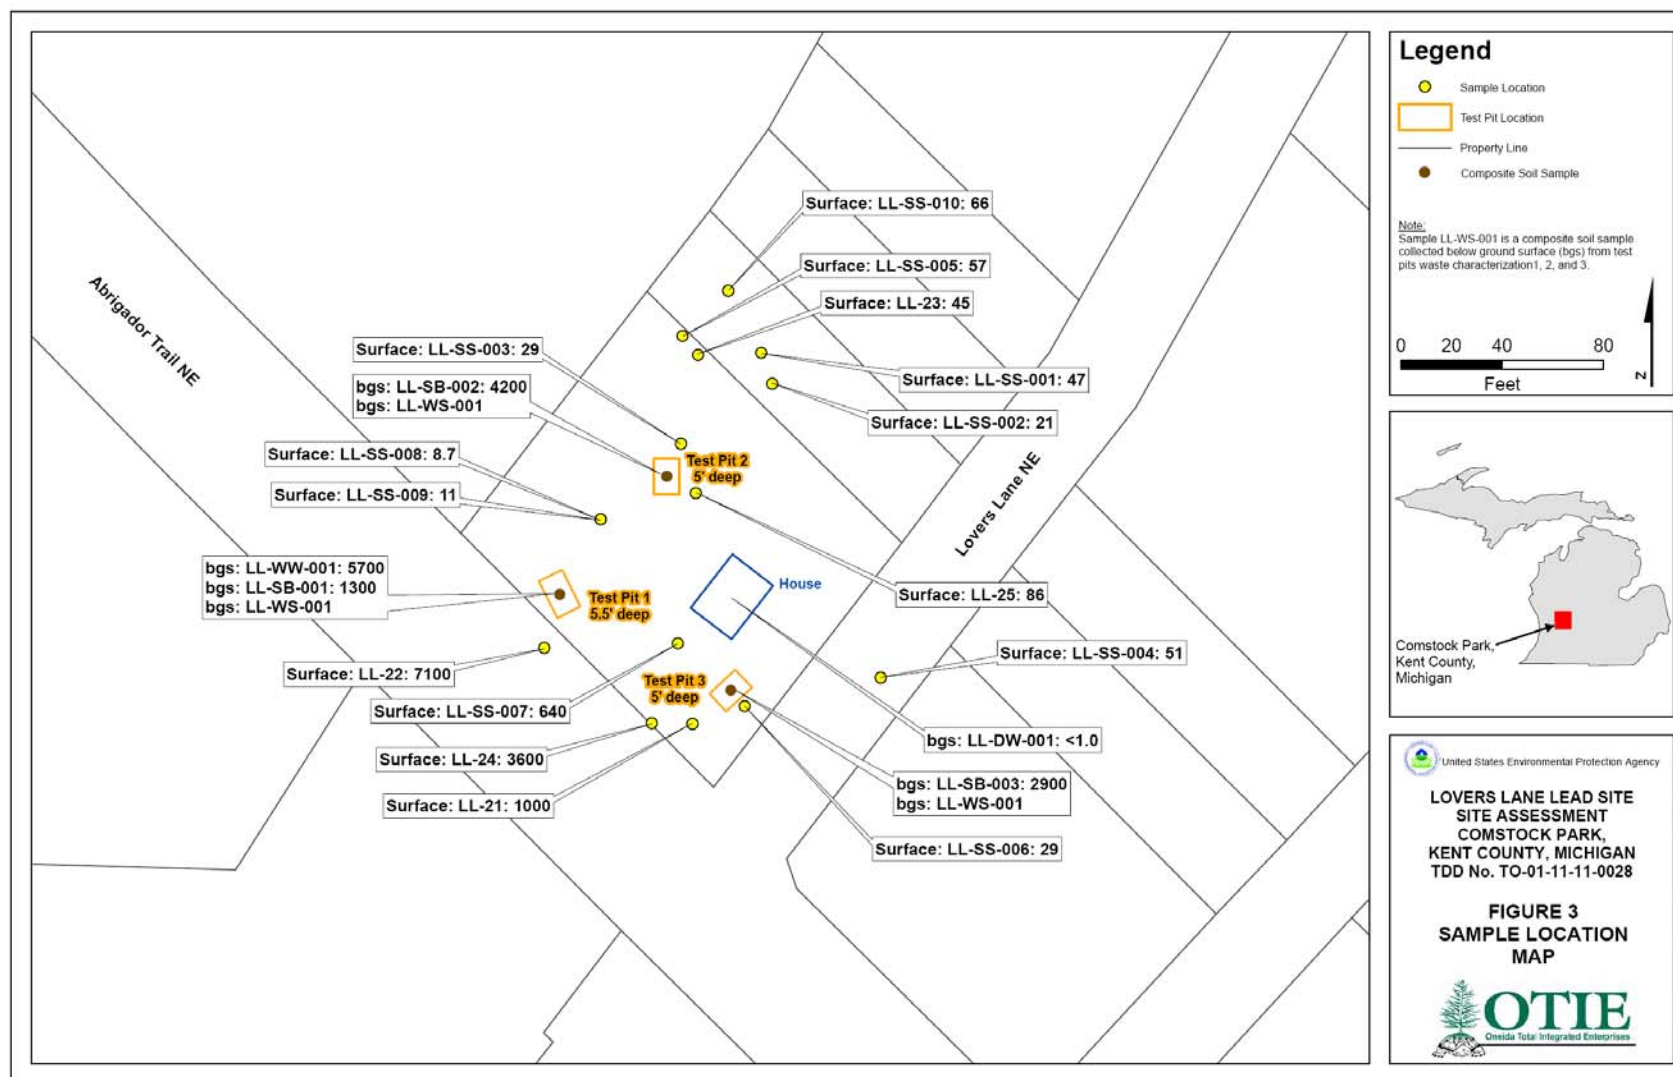 Abrigador Trail NE
Surface: LL-SS-010: 66
Surface: LL-SS-005: 57
Surface: LL-23: 45
Surface: LL-SS-003: 29
bgs: LL-SB-002: 4200
bgs: LL-WS-001
Surface: LL-SS-001: 47
Surface: LL-SS-002: 21
Surface: LL-SS-008: 8.7
Surface: LL-SS-009: 11
Test Pit 2
5' deep
Lovers Lane NE
bgs: LL-WW-001: 5700
bgs: LL-SB-001: 1300
bgs: LL-WS-001
Test Pit 1
5.5' deep
House
Surface: LL-25: 86
Surface: LL-22: 7100
Surface: LL-SS-004: 51
Test Pit 3
5' deep
Surface: LL-SS-007: 640
Surface: LL-24: 3600
Surface: LL-21: 1000
bgs: LL-DW-001: <1.0
bgs: LL-SB-003: 2900
bgs: LL-WS-001
Surface: LL-SS-006: 29
Legend
Sample Location
Test Pit Location
Property Line
Composite Soil Sample
Note:
Sample LL-WS-001 is a composite soil sample
collected below ground surface (bgs) from test
pits waste characterization1, 2, and 3.
0 20 40 80
Feet
N
Comstock Park,
Kent County,
Michigan
United States Environmental Protection Agency
LOVERS LANE LEAD SITE
SITE ASSESSMENT
COMSTOCK PARK,
KENT COUNTY, MICHIGAN
TDD No. TO-01-11-11-0028
FIGURE 3
SAMPLE LOCATION
MAP
OTIE
Oneida Total Integrated Enterprises